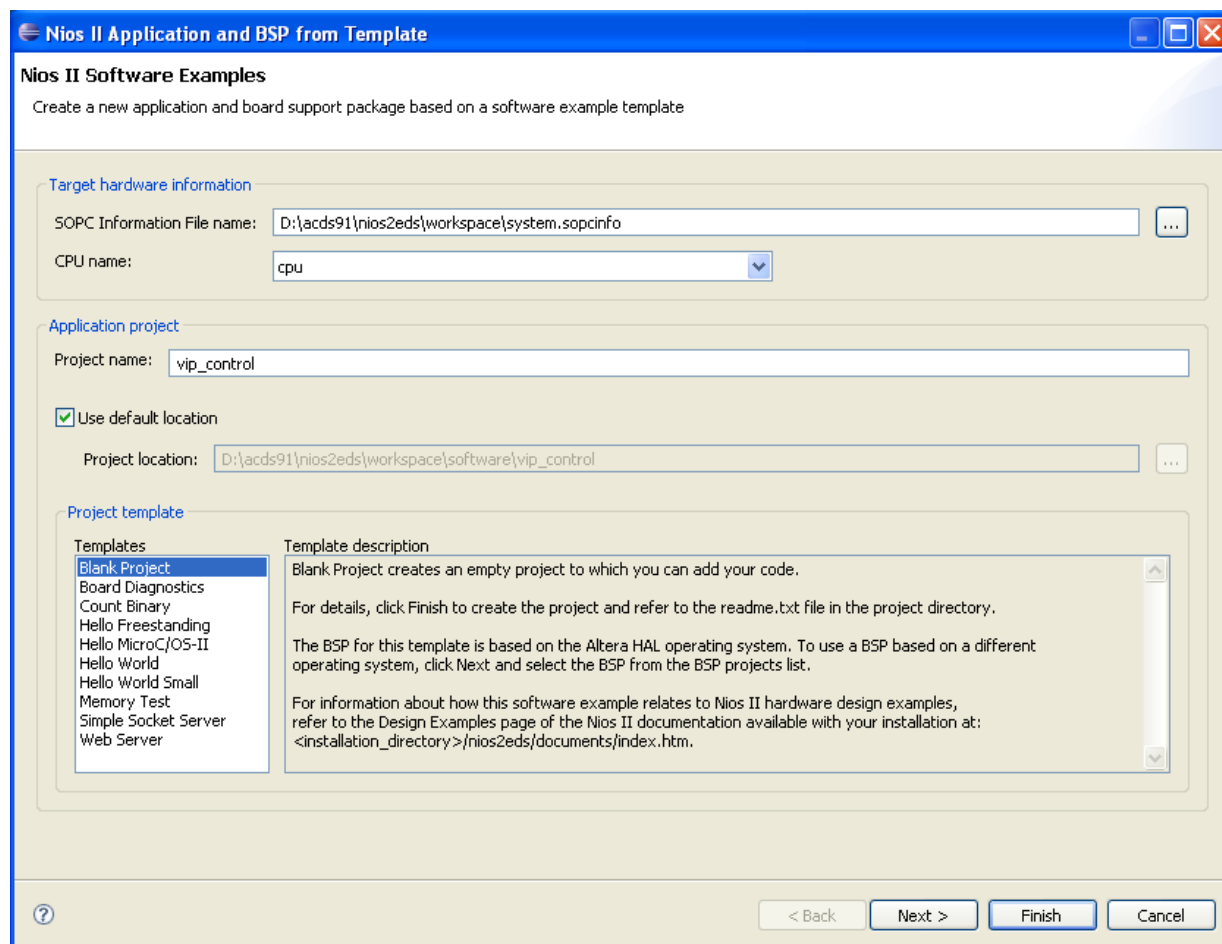 Nios II Application and BSP from Template
Nios II Software Examples
Create a new application and board support package based on a software example template
Target hardware information
SOPC Information File name: D:\acds91\nios2eds\workspace\system.sopcinfo ...
CPU name: cpu
Application project
Project name: vip_control
Use default location
Project location: D:\acds91\nios2eds\workspace\software\vip_control ...
Project template
Templates
Blank Project
Board Diagnostics
Count Binary
Hello Freestanding
Hello MicroC/OS-II
Hello World
Hello World Small
Memory Test
Simple Socket Server
Web Server
Template description
Blank Project creates an empty project to which you can add your code.
For details, click Finish to create the project and refer to the readme.txt file in the project directory.
The BSP for this template is based on the Altera HAL operating system. To use a BSP based on a different
operating system, click Next and select the BSP from the BSP projects list.
For information about how this software example relates to Nios II hardware design examples,
refer to the Design Examples page of the Nios II documentation available with your installation at:
<installation_directory>/nios2eds/documents/index.htm.
? < Back Next > Finish Cancel